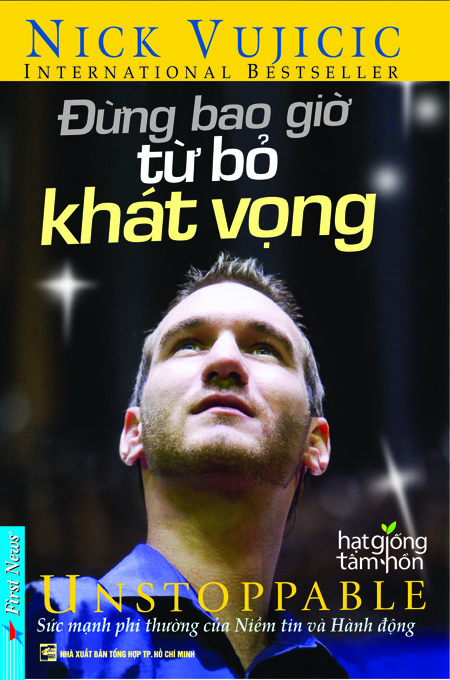 NICK VUJICIC
INTERNATIONAL BESTSELLER
Đừng bao giờ
từ bỏ
khát vọng
hạt giống
tâm hồn
First News
UNSTOPPABLE
Sức mạnh phi thường của Niềm tin và Hành động
NHÀ XUẤT BẢN TỔNG HỢP TP. HỒ CHÍ MINH